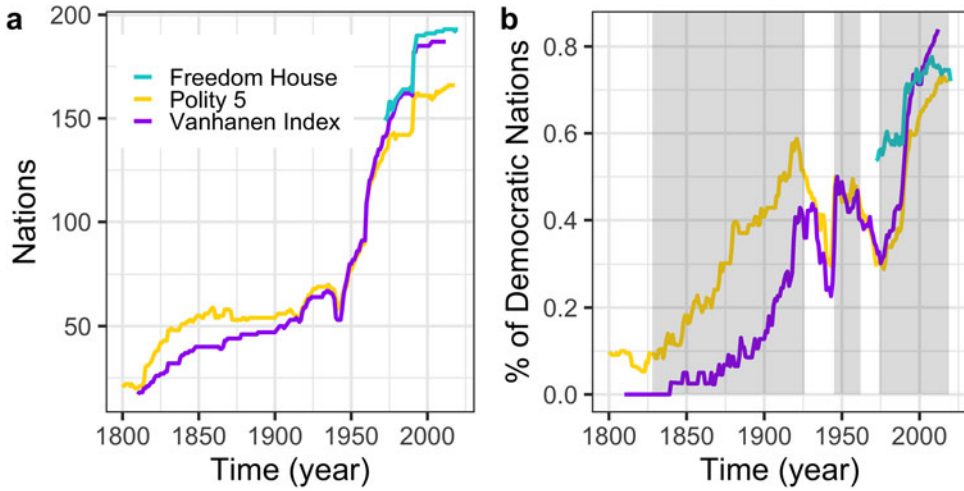 a
Nations
200
150
100
50
Freedom House
Polity 5
Vanhanen Index
1800 1850 1900 1950 2000
Time (year)
b
% of Democratic Nations
0.8
0.6
0.4
0.2
0.0
1800 1850 1900 1950 2000
Time (year)